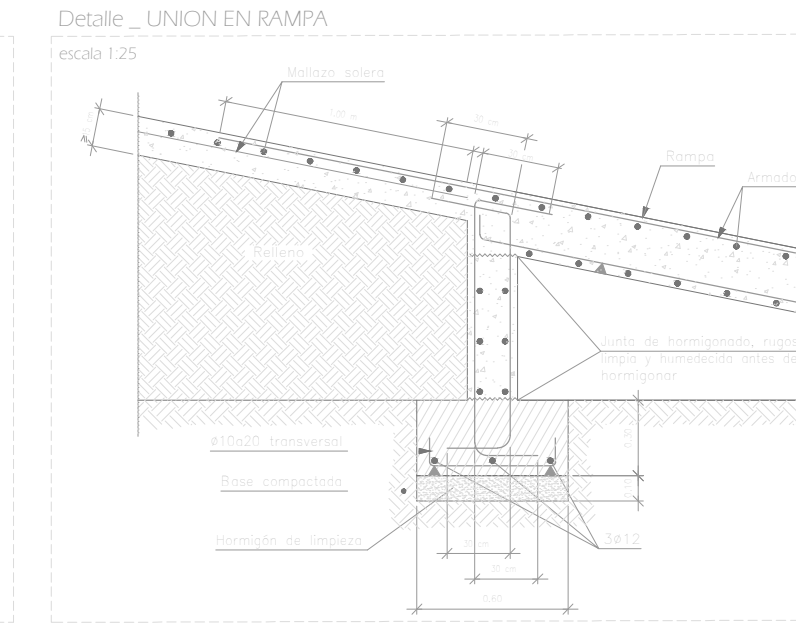 Detalle _ UNION EN RAMPA
escala 1:25
Mallazo solera
1.00 m
30 cm
15 cm
Rampa
Armado
Relleno
Junta de hormigonado, rugos
limpia y humedecida antes de
hormigonar
Ø10a20 transversal
0,30
Base compactada
0,10
Hormigón de limpieza
3Ø12
30 cm
30 cm
0,60